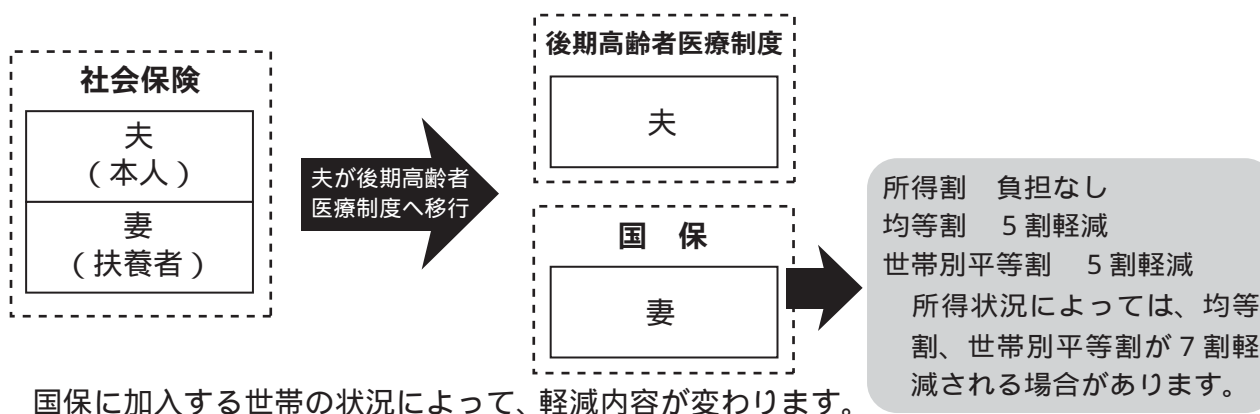 社会保険
夫
（本人）
妻
（扶養者）
夫が後期高齢者
医療制度へ移行
後期高齢者医療制度
夫
国　保
妻
所得割　負担なし
均等割　５割軽減
世帯別平等割　５割軽減
所得状況によっては、均等
割、世帯別平等割が７割軽
減される場合があります。
国保に加入する世帯の状況によって、軽減内容が変わります。